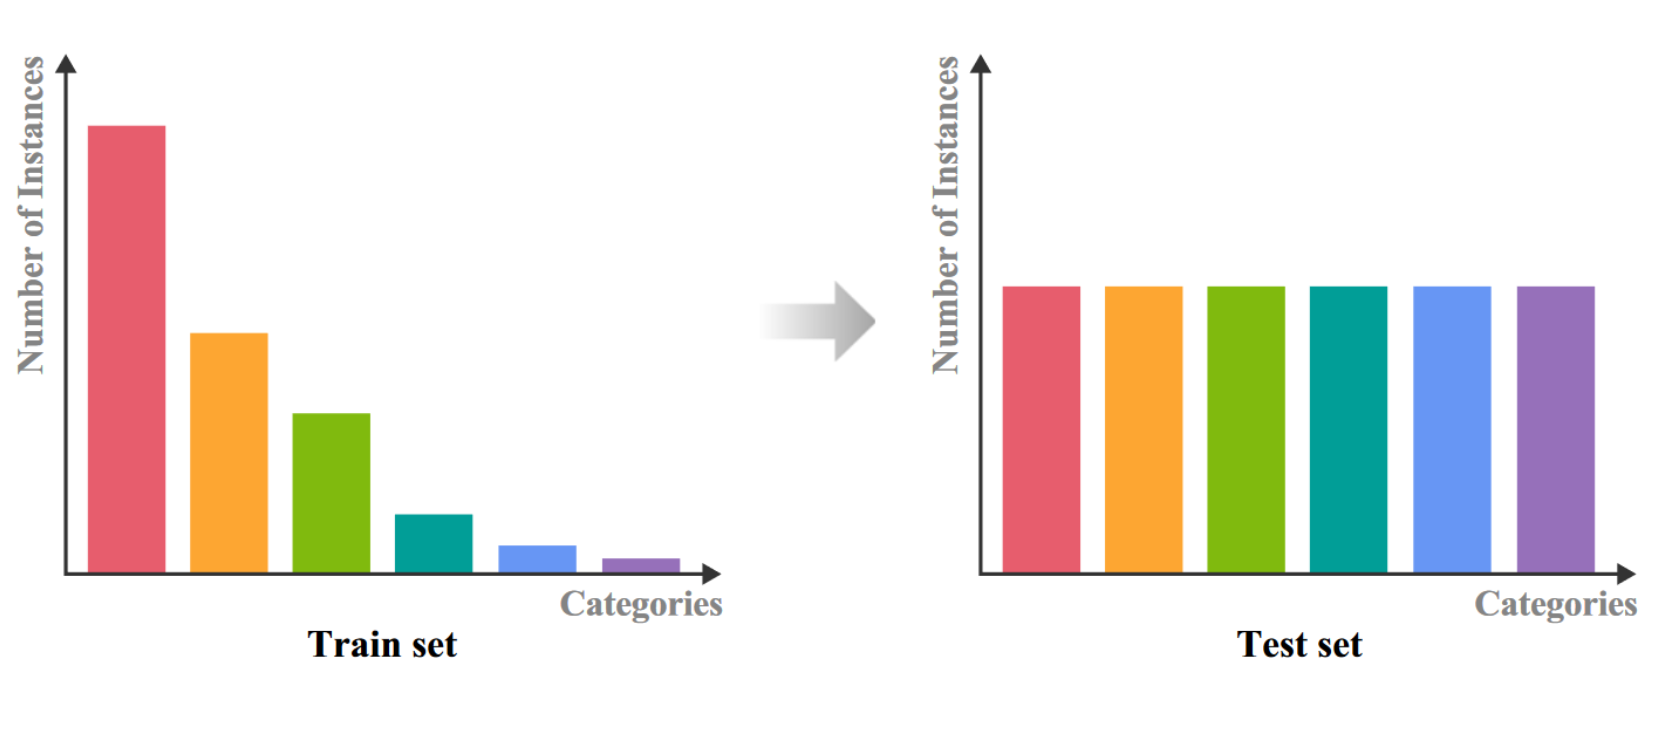 Number of Instances
Categories
Train set
Number of Instances
Categories
Test set